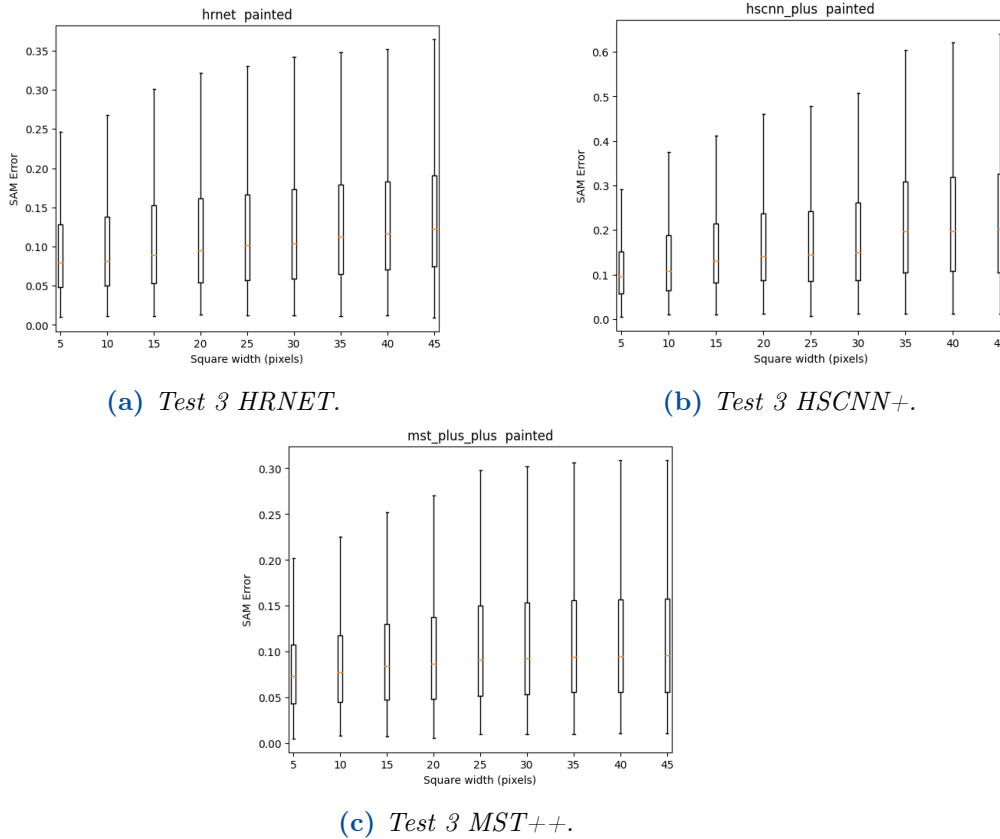 hrnet painted
SAM Error
0.35
0.30
0.25
0.20
0.15
0.10
0.05
0.00
5 10 15 20 25 30 35 40 45
Square width (pixels)
(a) Test 3 HRNET.
hscnn_plus painted
SAM Error
0.6
0.5
0.4
0.3
0.2
0.1
0.0
5 10 15 20 25 30 35 40
Square width (pixels)
(b) Test 3 HSCNN+.
mst_plus_plus painted
SAM Error
0.30
0.25
0.20
0.15
0.10
0.05
0.00
5 10 15 20 25 30 35 40 45
Square width (pixels)
(c) Test 3 MST++.